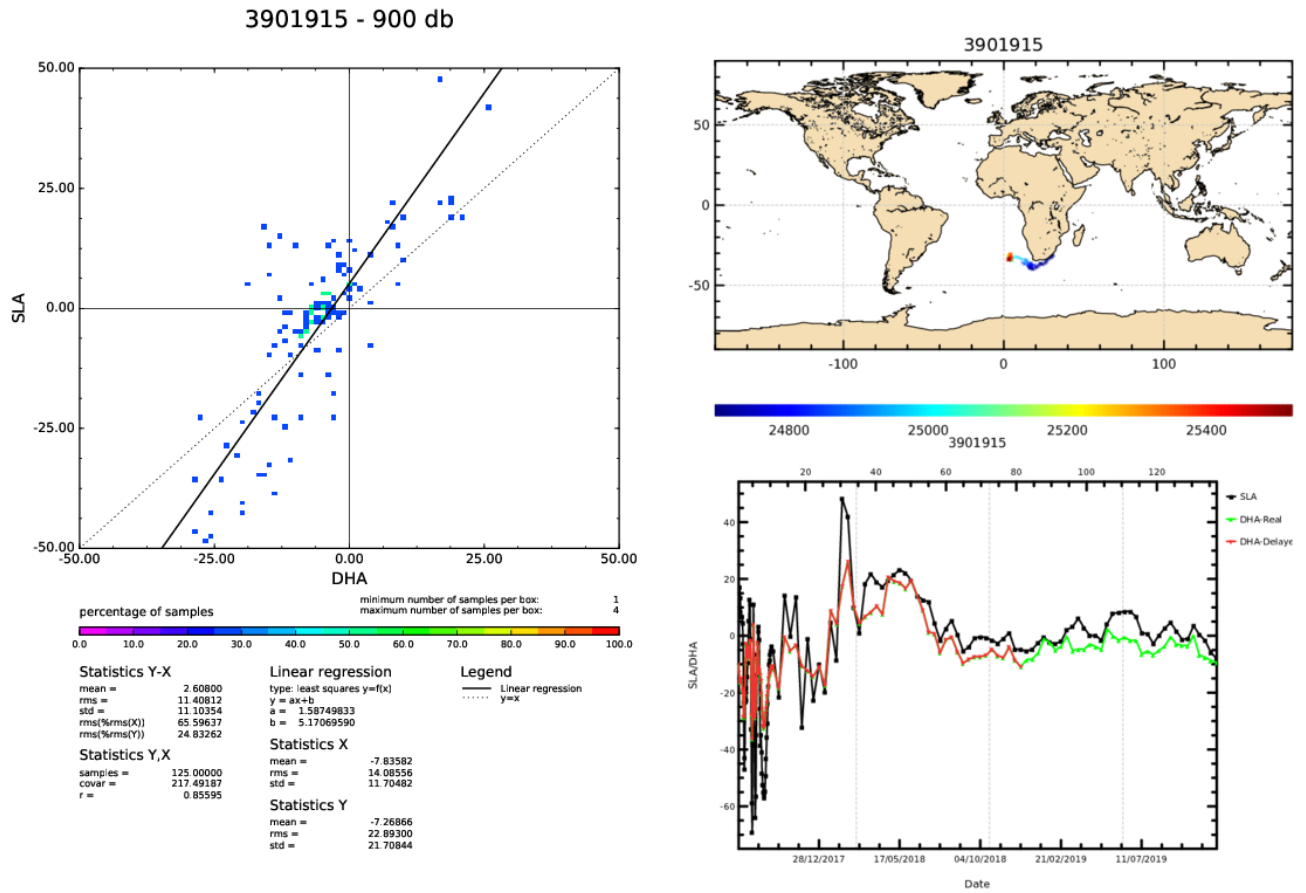 3901915 - 900 db
50.00
25.00
SLA
0.00
-25.00
-50.00
-50.00 -25.00 0.00 25.00 50.00
DHA
percentage of samples
minimum number of samples per box: 1
maximum number of samples per box: 4
0.0 10.0 20.0 30.0 40.0 50.0 60.0 70.0 80.0 90.0 100.0
Statistics Y-X
mean = 2.60800
rms = 11.40812
std = 11.10354
rms(%rms(X)) 65.59637
rms(%rms(Y)) 24.83262
Statistics Y,X
samples = 125.00000
covar = 217.49187
r = 0.85595
Linear regression
type: least squares y=f(x)
y = ax+b
a = 1.58749833
b = 5.17069590
Statistics X
mean = -7.83582
rms = 14.08556
std = 11.70482
Statistics Y
mean = -7.26866
rms = 22.89300
std = 21.70844
Legend
Linear regression
y=x
3901915
50
0
-50
-100 0 100
24800 25000 25200 25400
3901915
20 40 60 80 100 120
40
20
0
-20
-40
-60
SLA/DHA
28/12/2017 17/05/2018 04/10/2018 21/02/2019 11/07/2019
Date
SLA
DHA-Real
DHA-Delaye